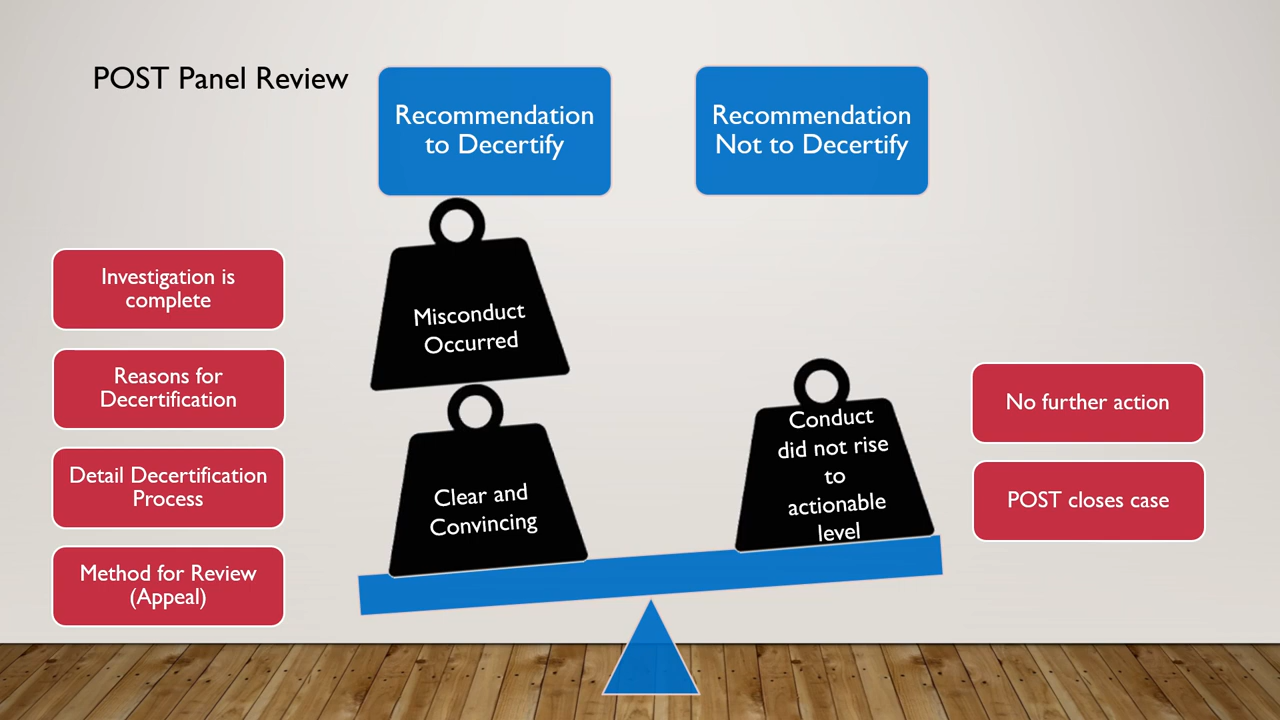 POST Panel Review
Recommendation
to Decertify
Recommendation
Not to Decertify
Investigation is
complete
Reasons for
Decertification
Detail Decertification
Process
Method for Review
(Appeal)
Misconduct
Occurred
Clear and
Convincing
Conduct
did not rise
to
actionable
level
No further action
POST closes case